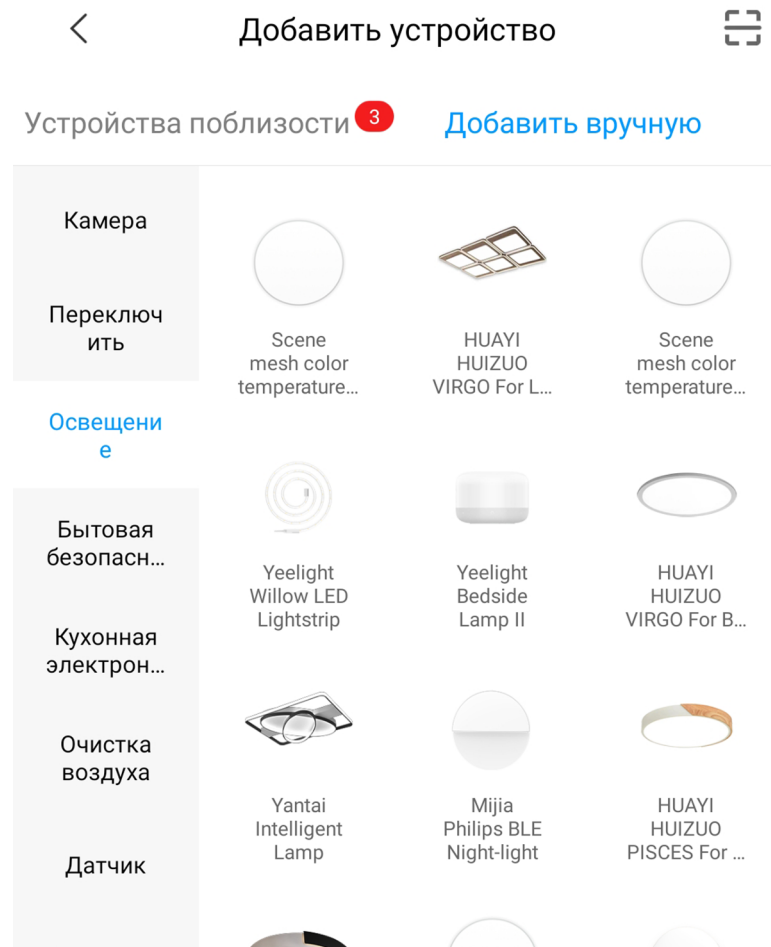 Добавить устройство
Устройства поблизости 3
Добавить вручную
Камера
Переключ
ить
Освещени
е
Бытовая
безопасн...
Кухонная
электрон...
Очистка
воздуха
Датчик
Scene
mesh color
temperature...
HUAYI
HUIZUO
VIRGO For L...
Scene
mesh color
temperature...
Yeelight
Willow LED
Lightstrip
Yeelight
Bedside
Lamp II
HUAYI
HUIZUO
VIRGO For B...
Yantai
Intelligent
Lamp
Mijia
Philips BLE
Night-light
HUAYI
HUIZUO
PISCES For ...